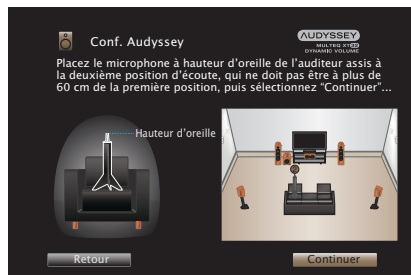 Conf. Audyssey
AUDYSSEY
MULTEQ XT32
DYNAMIC VOLUME
Placez le microphone à hauteur d'oreille de l'auditeur assis à
la deuxième position d'écoute, qui ne doit pas être à plus de
60 cm de la première position, puis sélectionnez “Continuer”...
Hauteur d'oreille
Retour
Continuer